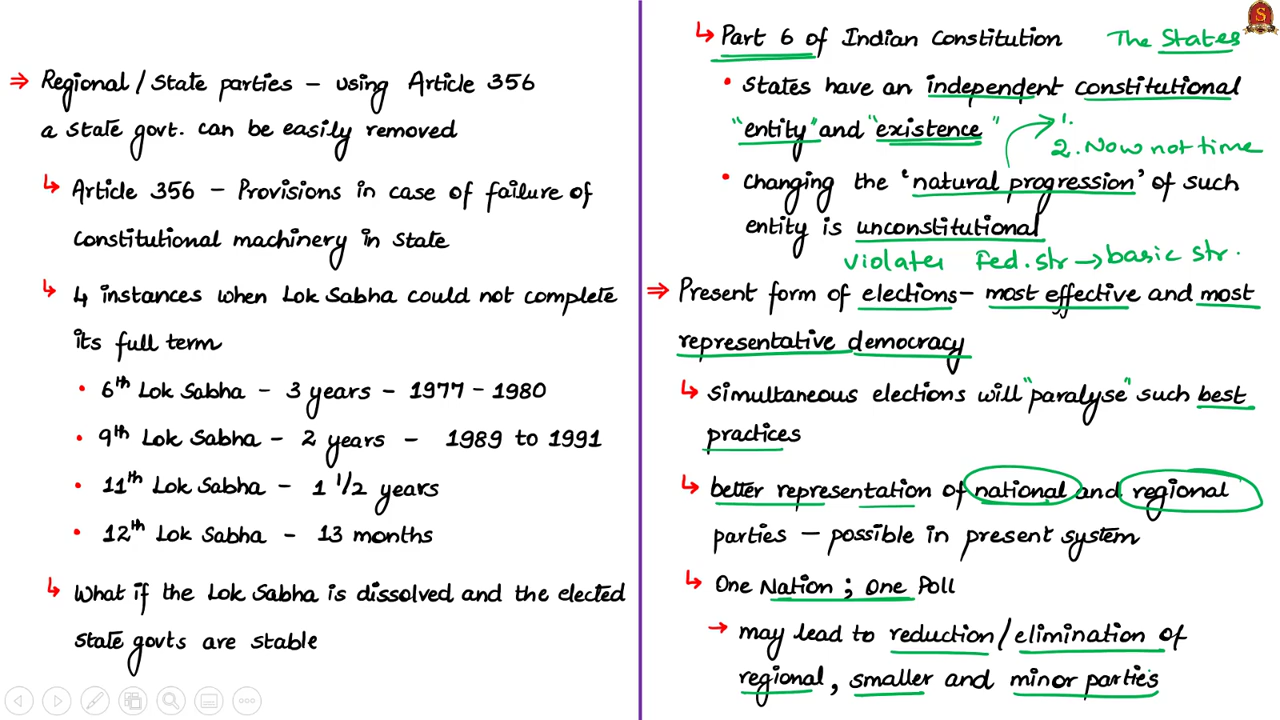 ⇒ Regional / State parties – using Article 356
a state govt. can be easily removed
↳ Article 356 – Provisions in case of failure of
Constitutional machinery in State
↳ 4 instances when Lok Sabha could not complete
its full term
• 6th Lok Sabha – 3 years – 1977 – 1980
• 9th Lok Sabha – 2 years – 1989 to 1991
• 11th Lok Sabha – 1 1/2 years
• 12th Lok Sabha – 13 months
↳ What if the Lok Sabha is dissolved and the elected
state govts are stable
↳ Part 6 of Indian Constitution The States
• States have an independent constitutional
"entity" and "existence"
1.
2. Now not time
• Changing the 'natural progression' of such
entity is unconstitutional
violates Fed. str → basic str.
⇒ Present form of elections – most effective and most
representative democracy
↳ Simultaneous elections will "paralyse" such best
practices
↳ better representation of national and regional
parties – possible in present system
↳ One Nation ; One Poll
→ may lead to reduction / elimination of
regional, smaller and minor parties
S